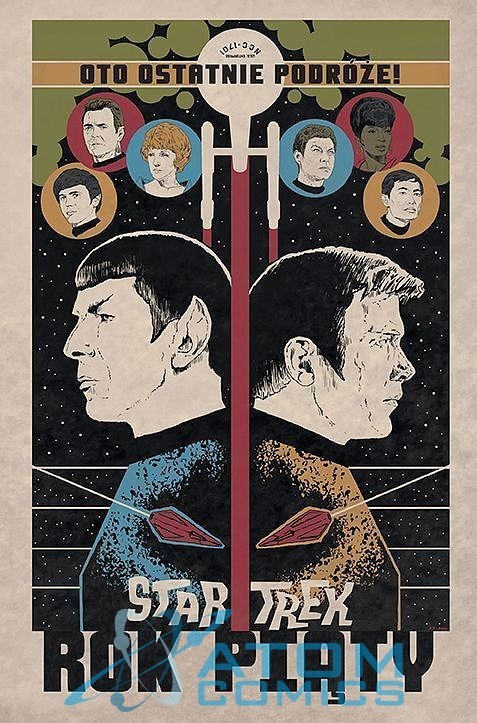 NCC-1701
OTO OSTATNIE PODRÓŻE!
STAR TREK
ROK PIĄTY
ATOM
COMICS